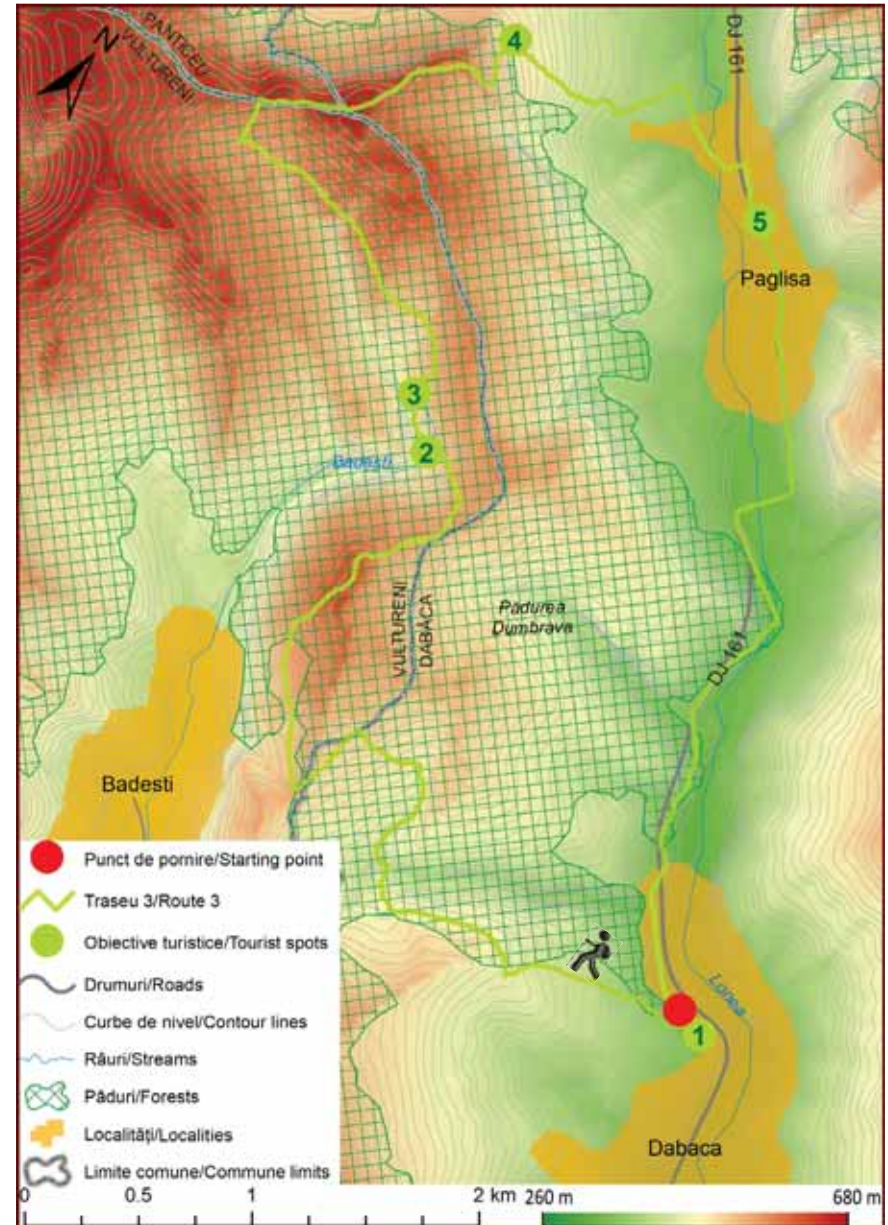 N
PANTICEU
VULTURENI
4
DJ 161
5
Paglisa
3
2
Badești
Pădurea
Dumbrava
VULTURENI
DABACA
DJ 161
Badesti
Lonea
1
Dabaca
Punct de pornire/Starting point
Traseu 3/Route 3
Obiective turistice/Tourist spots
Drumuri/Roads
Curbe de nivel/Contour lines
Râuri/Streams
Păduri/Forests
Localități/Localities
Limite comune/Commune limits
0 0.5 1 2 km 260 m 680 m